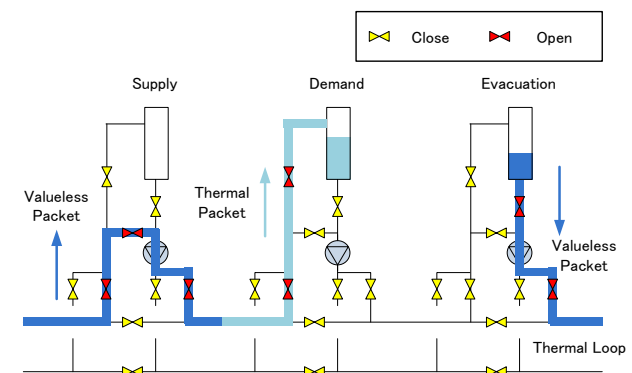 Close Open
Supply Demand Evacuation
Valueless
Packet
Thermal
Packet
Valueless
Packet
Thermal Loop